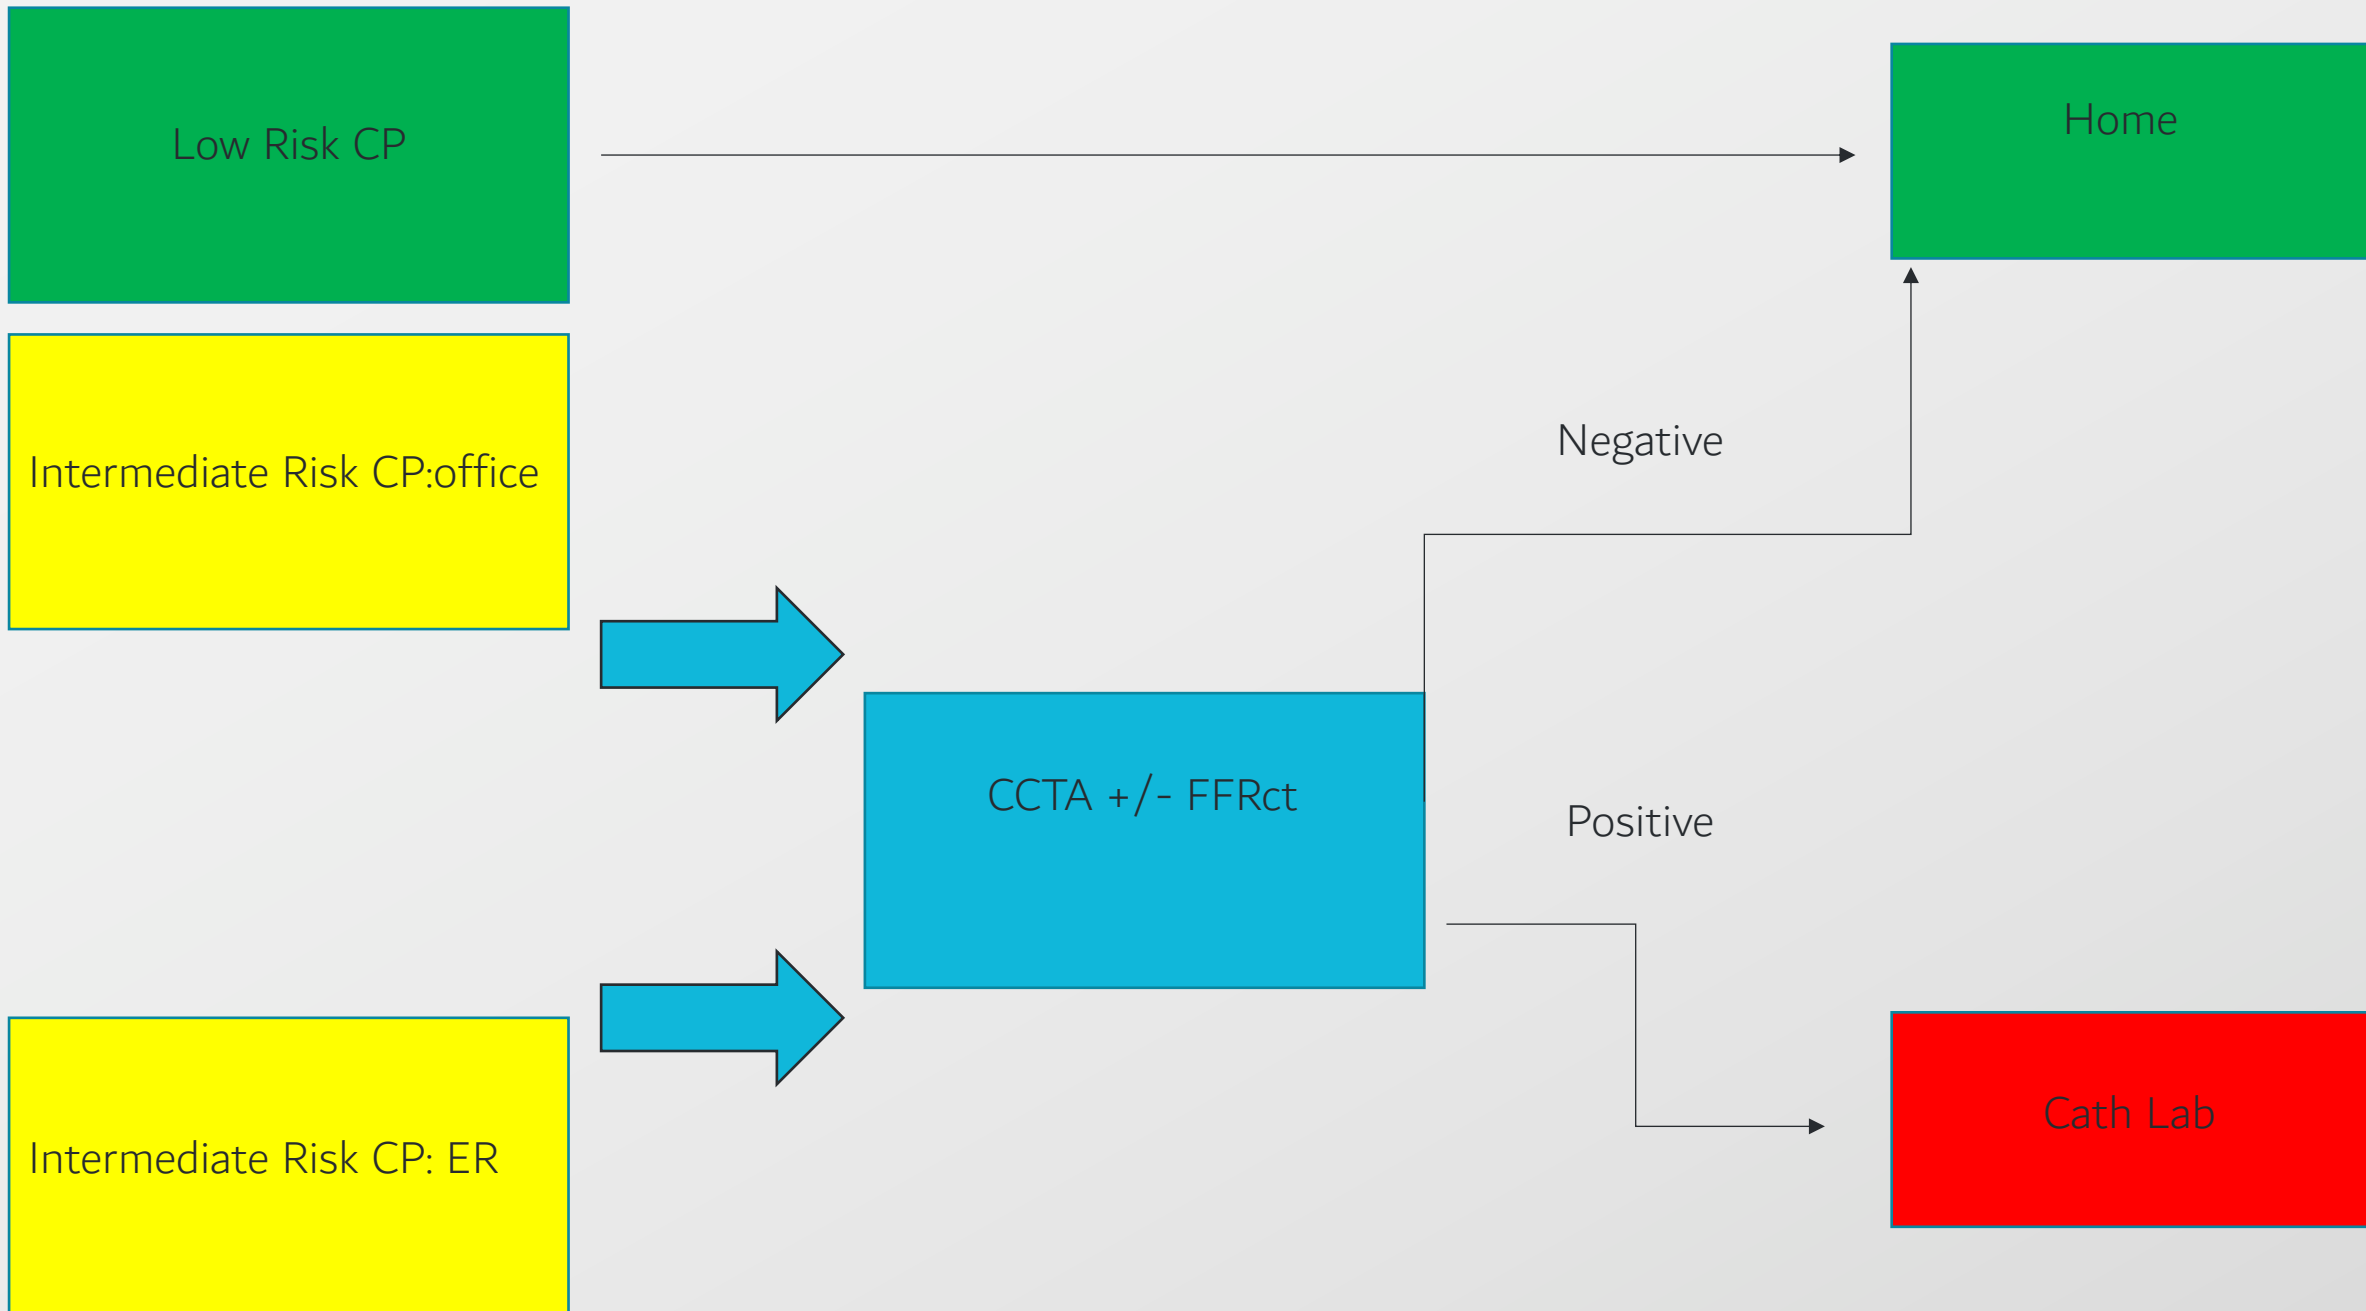 Low Risk CP
Home
Intermediate Risk CP:office
Negative
CCTA +/- FFRct
Positive
Intermediate Risk CP: ER
Cath Lab